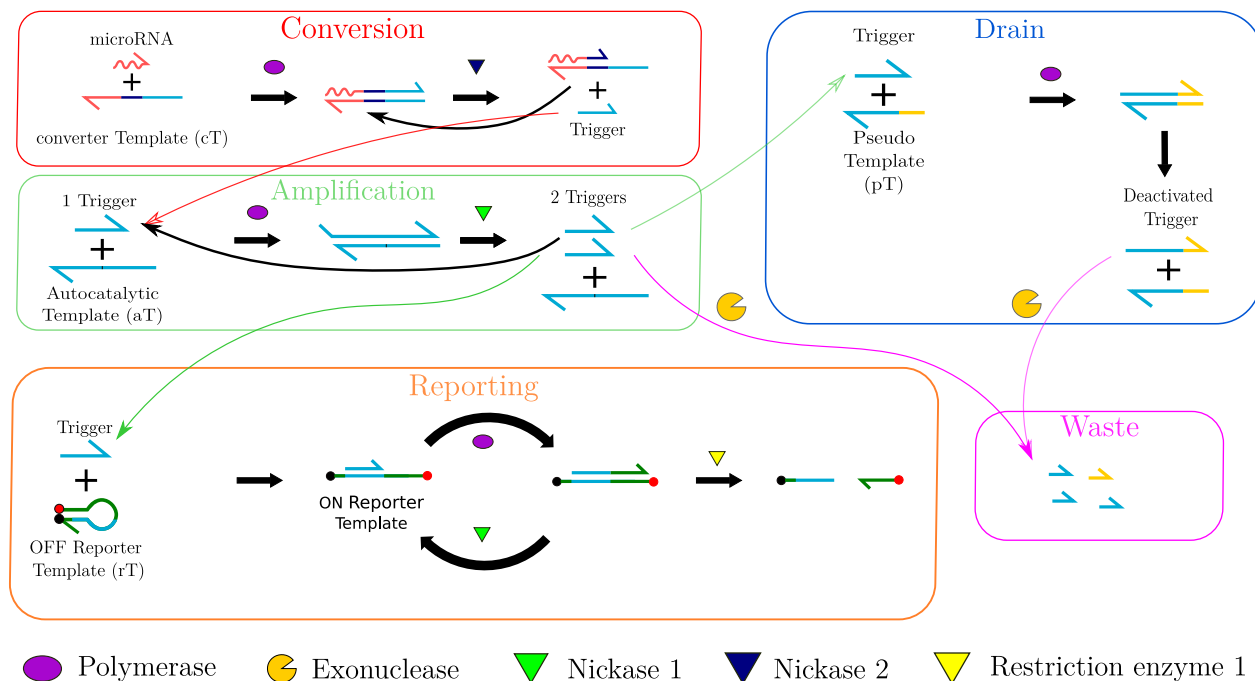 Conversion
microRNA
converter Template (cT)
Trigger
Amplification
1 Trigger
Autocatalytic
Template (aT)
2 Triggers
Drain
Trigger
Pseudo
Template
(pT)
Deactivated
Trigger
Reporting
Trigger
OFF Reporter
Template (rT)
ON Reporter
Template
Waste
Polymerase
Exonuclease
Nickase 1
Nickase 2
Restriction enzyme 1